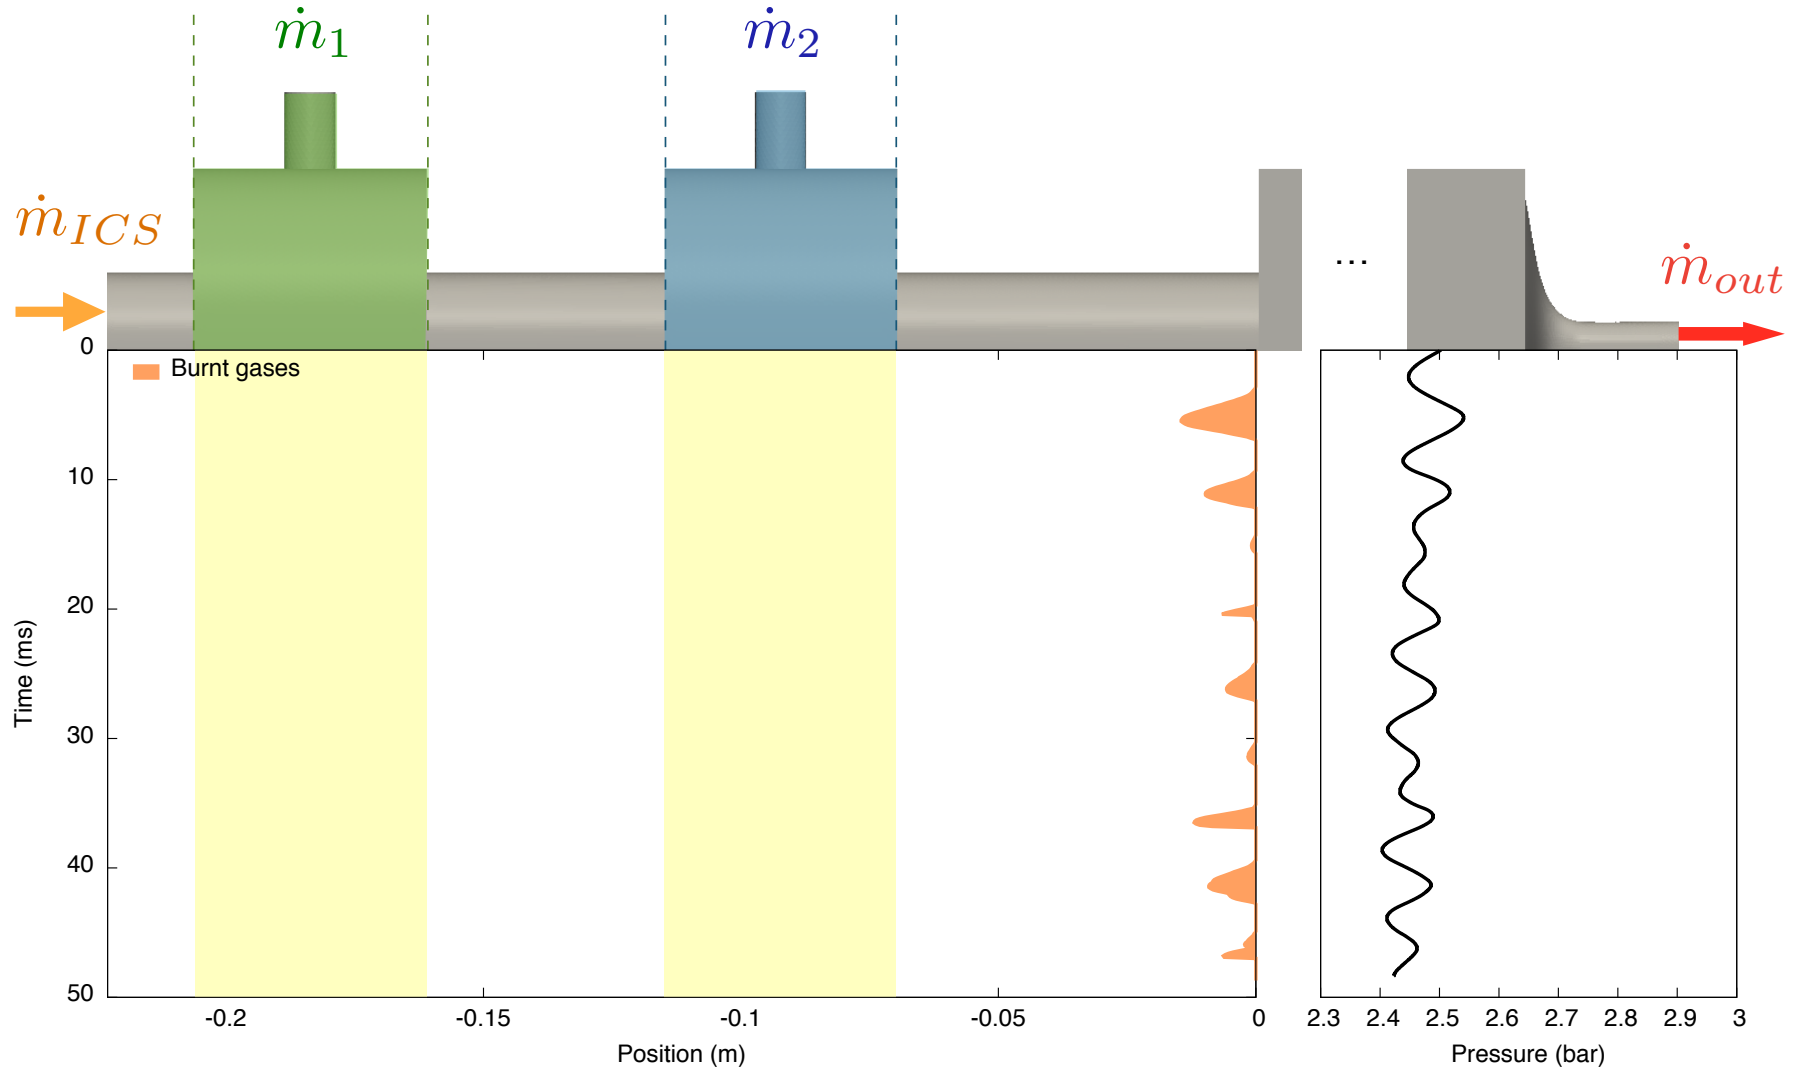 ṁ₁
ṁ₂
ṁ_ICS
...
ṁ_out
Burnt gases
0
10
20
30
40
50
Time (ms)
-0.2 -0.15 -0.1 -0.05 0
Position (m)
2.3 2.4 2.5 2.6 2.7 2.8 2.9 3
Pressure (bar)